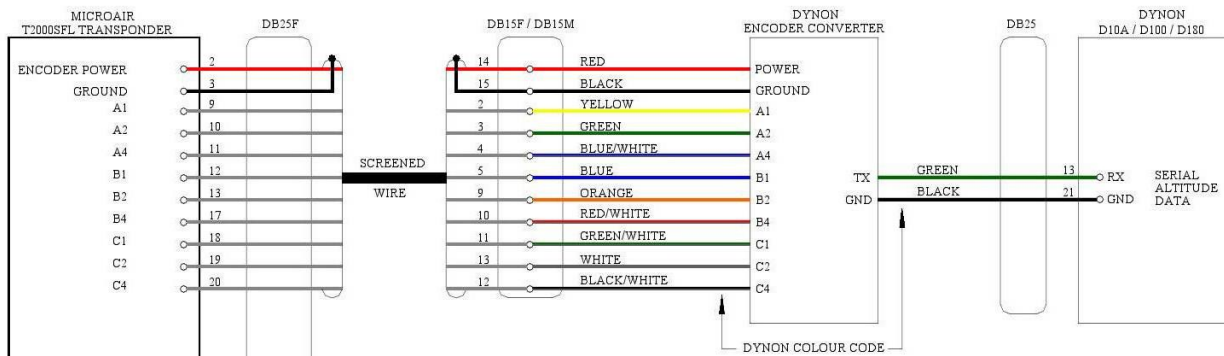 MICROAIR
T2000SFL TRANSPONDER
DB25F
DB15F / DB15M
DYNON
ENCODER CONVERTER
DB25
DYNON
D10A / D100 / D180
ENCODER POWER 2 14 RED POWER
GROUND 3 15 BLACK GROUND
A1 9 2 YELLOW A1
A2 10 3 GREEN A2
A4 11 4 BLUE/WHITE A4
SCREENED
B1 12 5 BLUE B1 TX GREEN 13 RX SERIAL
WIRE
B2 13 9 ORANGE B2 GND BLACK 21 GND ALTITUDE
DATA
B4 17 10 RED/WHITE B4
C1 18 11 GREEN/WHITE C1
C2 19 13 WHITE C2
C4 20 12 BLACK/WHITE C4
DYNON COLOUR CODE